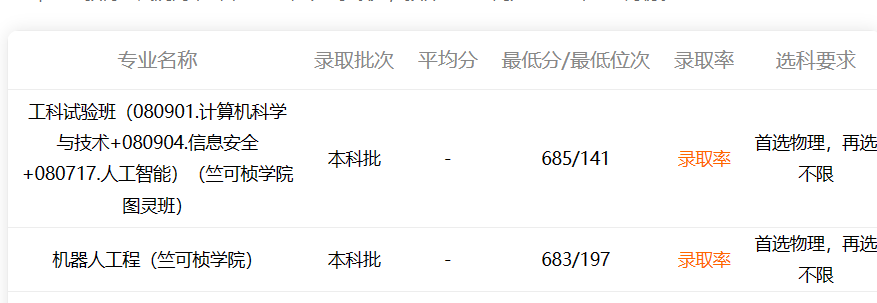 专业名称 录取批次 平均分 最低分/最低位次 录取率 选科要求
工科试验班（080901.计算机科学
与技术+080904.信息安全
+080717.人工智能）（竺可桢学院
图灵班）
本科批 - 685/141 录取率
首选物理，再选
不限
机器人工程（竺可桢学院）
本科批 - 683/197 录取率
首选物理，再选
不限